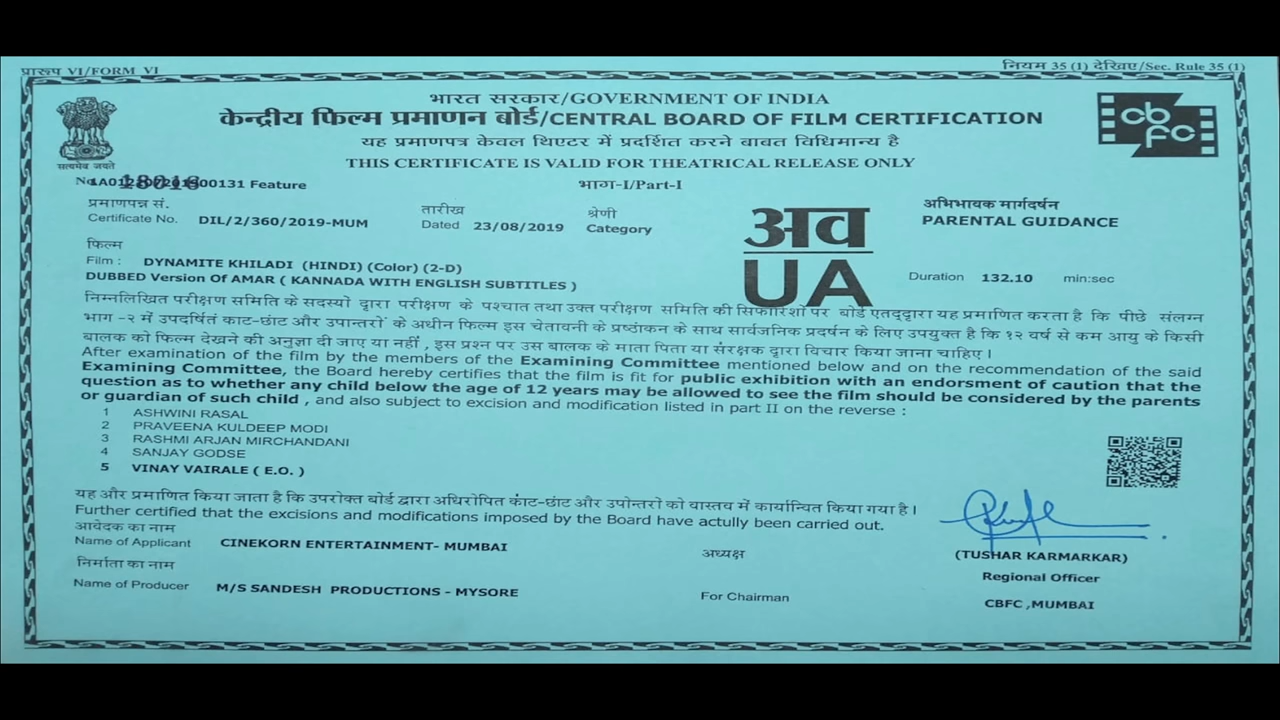 प्रारूप VI/FORM VI
नियम 35 (1) देखिए/Sec. Rule 35 (1)
भारत सरकार/GOVERNMENT OF INDIA
केन्द्रीय फिल्म प्रमाणन बोर्ड/CENTRAL BOARD OF FILM CERTIFICATION
cb
fc
यह प्रमाणपत्र केवल थिएटर में प्रदर्शित करने बाबत विधिमान्य है
सत्यमेव जयते
THIS CERTIFICATE IS VALID FOR THEATRICAL RELEASE ONLY
Feature
भाग-I/Part-I
प्रमाणपत्र सं.
Certificate No. DIL/2/360/2019-MUM
तारीख
Dated 23/08/2019
श्रेणी
Category
अव
UA
अभिभावक मार्गदर्शन
PARENTAL GUIDANCE
फिल्म
Film : DYNAMITE KHILADI (HINDI) (Color) (2-D)
Duration 132.10 min:sec
DUBBED Version Of AMAR ( KANNADA WITH ENGLISH SUBTITLES )
निम्नलिखित परीक्षण समिति के सदस्यो द्वारा परीक्षण के पश्चात तथा उक्त परीक्षण समिति की सिफारिशों पर बोर्ड एतद्द्वारा यह प्रमाणित करता है कि पीछे संलग्न
भाग -२ में उपदर्षित काट-छांट और उपान्तरों के अधीन फिल्म इस चेतावनी के प्रष्ठांकन के साथ सार्वजनिक प्रदर्षन के लिए उपयुक्त है कि १२ वर्ष से कम आयु के किसी
बालक को फिल्म देखने की अनुज्ञा दी जाए या नहीं , इस प्रश्न पर उस बालक के माता पिता या संरक्षक द्वारा विचार किया जाना चाहिए ।
After examination of the film by the members of the Examining Committee mentioned below and on the recommendation of the said
Examining Committee, the Board hereby certifies that the film is fit for public exhibition with an endorsment of caution that the
question as to whether any child below the age of 12 years may be allowed to see the film should be considered by the parents
or guardian of such child , and also subject to excision and modification listed in part II on the reverse :
1 ASHWINI RASAL
2 PRAVEENA KULDEEP MODI
3 RASHMI ARJAN MIRCHANDANI
4 SANJAY GODSE
5 VINAY VAIRALE ( E.O. )
यह और प्रमाणित किया जाता है कि उपरोक्त बोर्ड द्वारा अधिरोपित काट-छांट और उपोन्तरों को वास्तव में कार्यान्वित किया गया है ।
Further certified that the excisions and modifications imposed by the Board have actully been carried out.
आवेदक का नाम
Name of Applicant CINEKORN ENTERTAINMENT- MUMBAI
अध्यक्ष
(TUSHAR KARMARKAR)
निर्माता का नाम
Regional Officer
Name of Producer M/S SANDESH PRODUCTIONS - MYSORE
For Chairman
CBFC ,MUMBAI